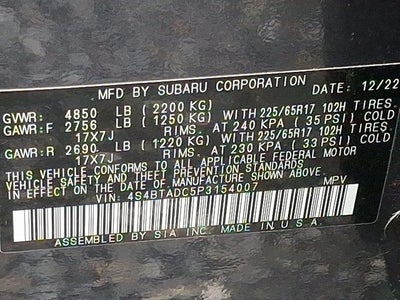 MFD BY SUBARU CORPORATION DATE: 12/22
GVWR: 4850 LB ( 2200 KG)
GAWR:F 2756 LB ( 1250 KG) WITH 225/65R17 102H TIRES
17X7J RIMS. AT 240 KPA ( 35 PSI) COLD
GAWR:R 2690 LB ( 1220 KG) WITH 225/65R17 102H TIRES
17X7J RIMS. AT 230 KPA ( 33 PSI) COLD
THIS VEHICLE CONFORMS TO ALL APPLICABLE FEDERAL MOTOR
VEHICLE SAFETY AND THEFT PREVENTION STANDARDS
IN EFFECT ON THE DATE OF MANUFACTURE SHOWN ABOVE.
VIN: 4S4BTADC5P3154007 MPV
ASSEMBLED BY SIA INC. MADE IN U.S.A.